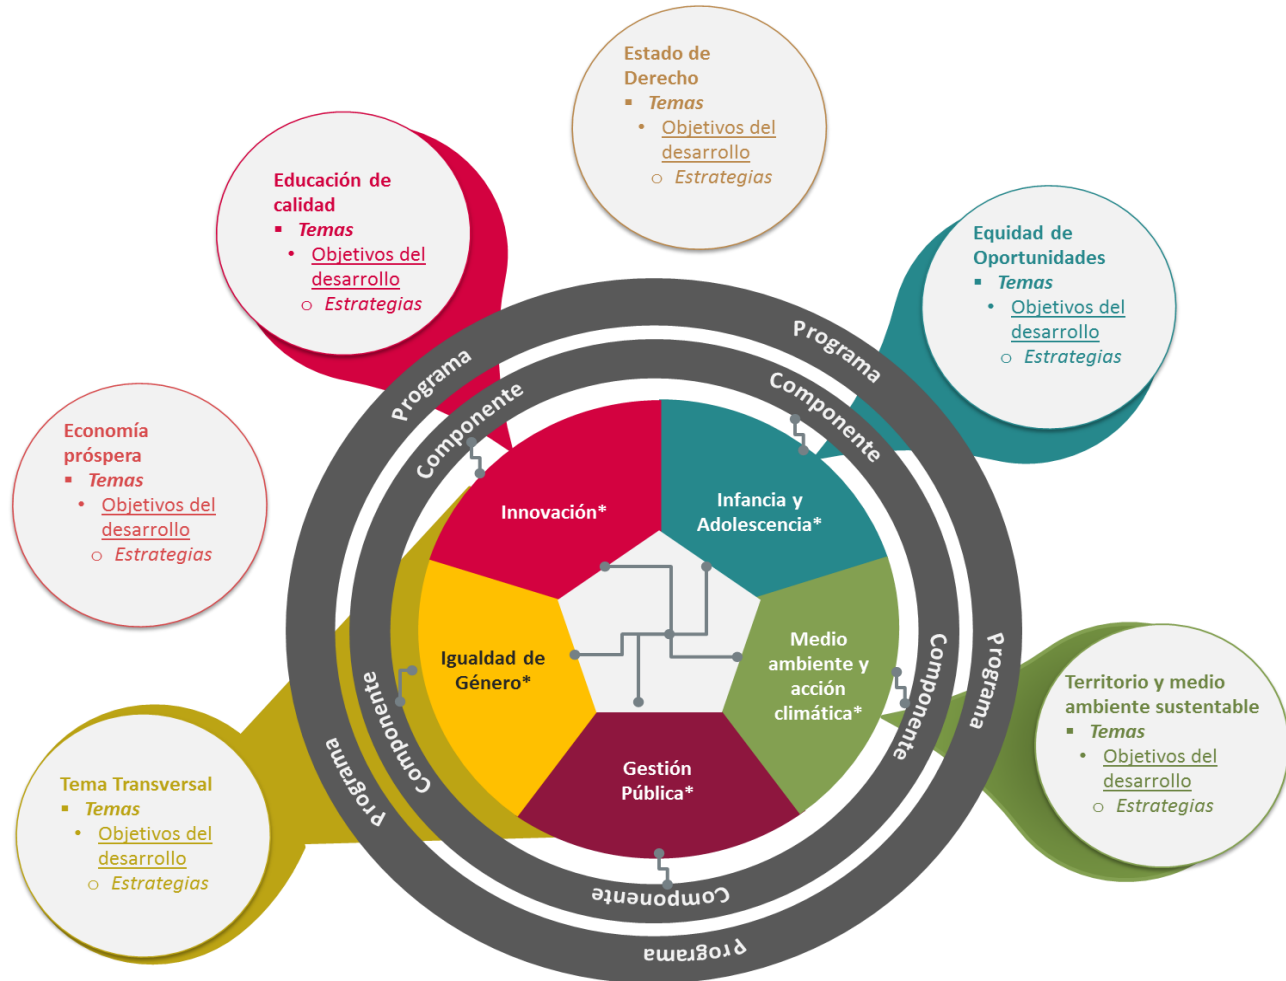 Estado de
Derecho
▪ Temas
• Objetivos del
desarrollo
o Estrategias
Educación de
calidad
▪ Temas
• Objetivos del
desarrollo
o Estrategias
Equidad de
Oportunidades
▪ Temas
• Objetivos del
desarrollo
o Estrategias
Economía
próspera
▪ Temas
• Objetivos del
desarrollo
o Estrategias
Territorio y medio
ambiente sustentable
▪ Temas
• Objetivos del
desarrollo
o Estrategias
Tema Transversal
▪ Temas
• Objetivos del
desarrollo
o Estrategias
Programa
Programa
Programa
Programa
Programa
Componente
Componente
Componente
Componente
Componente
Innovación*
Infancia y
Adolescencia*
Igualdad de
Género*
Medio
ambiente y
acción
climática*
Gestión
Pública*